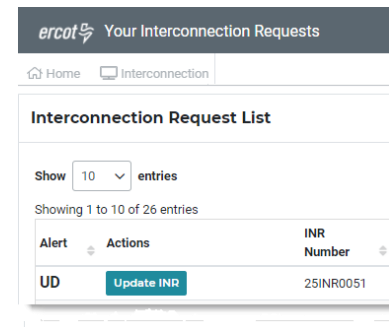 ercot Your Interconnection Requests
Home Interconnection
Interconnection Request List
Show 10 entries
Showing 1 to 10 of 26 entries
Alert Actions INR Number
UD Update INR 25INR0051